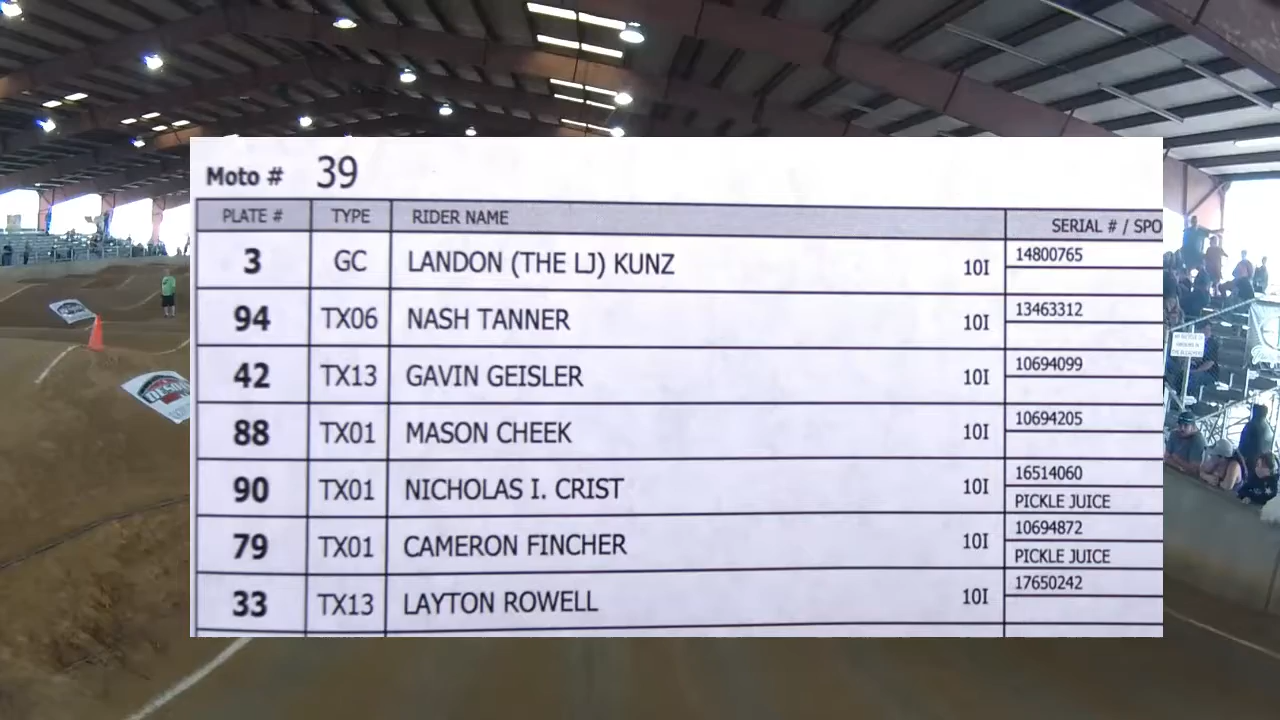 Moto # 39
PLATE # TYPE RIDER NAME SERIAL # / SPO
3 GC LANDON (THE LJ) KUNZ 10I 14800765
94 TX06 NASH TANNER 10I 13463312
42 TX13 GAVIN GEISLER 10I 10694099
88 TX01 MASON CHEEK 10I 10694205
90 TX01 NICHOLAS I. CRIST 10I 16514060
PICKLE JUICE
79 TX01 CAMERON FINCHER 10I 10694872
PICKLE JUICE
33 TX13 LAYTON ROWELL 10I 17650242